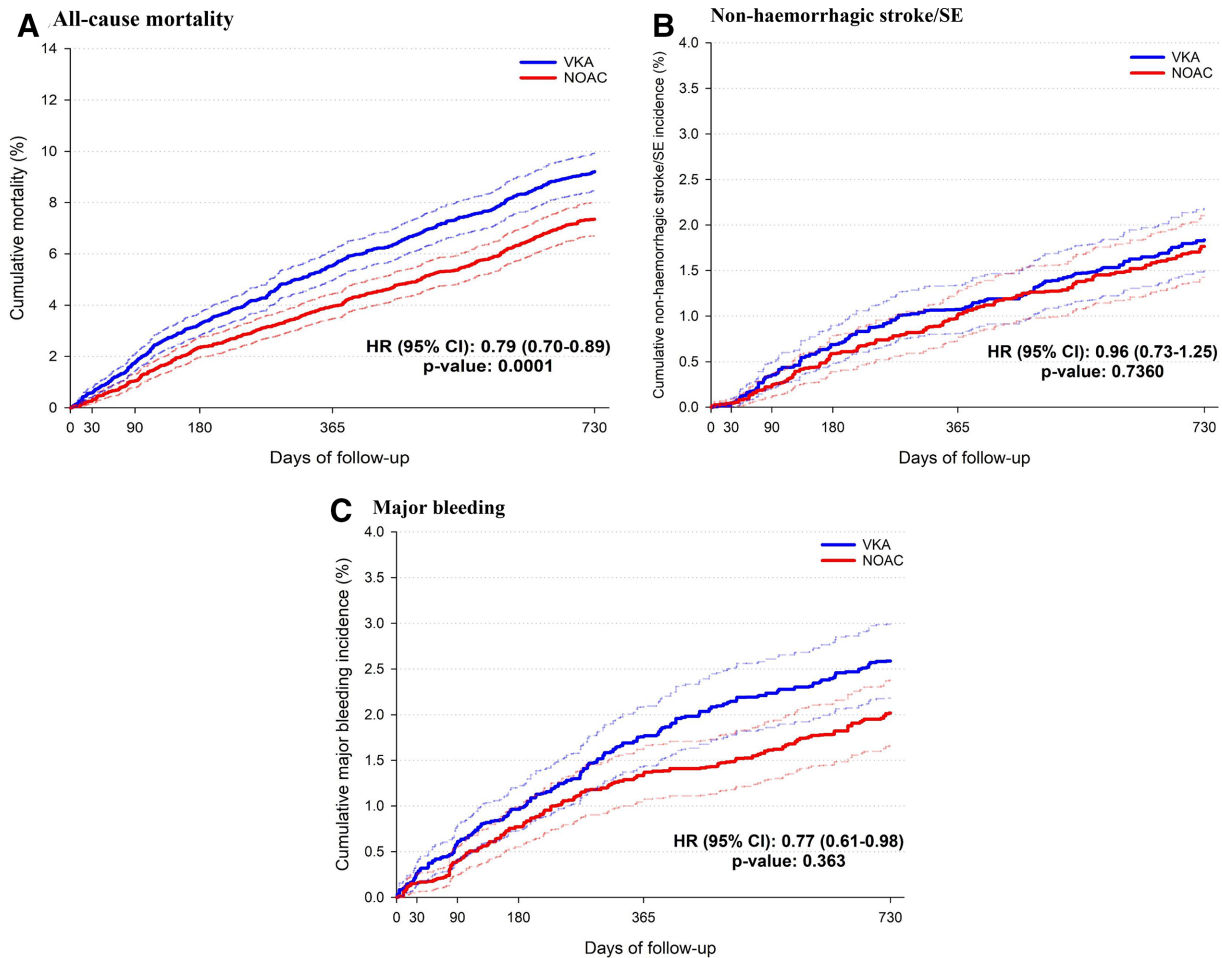 A All-cause mortality
VKA
NOAC
Cumulative mortality (%)
14
12
10
8
6
4
2
0
HR (95% CI): 0.79 (0.70-0.89)
p-value: 0.0001
0 30 90 180 365 730
Days of follow-up
B Non-haemorrhagic stroke/SE
VKA
NOAC
Cumulative non-haemorrhagic stroke/SE incidence (%)
4.0
3.5
3.0
2.5
2.0
1.5
1.0
0.5
0.0
HR (95% CI): 0.96 (0.73-1.25)
p-value: 0.7360
0 30 90 180 365 730
Days of follow-up
C Major bleeding
VKA
NOAC
Cumulative major bleeding incidence (%)
4.0
3.5
3.0
2.5
2.0
1.5
1.0
0.5
0.0
HR (95% CI): 0.77 (0.61-0.98)
p-value: 0.363
0 30 90 180 365 730
Days of follow-up